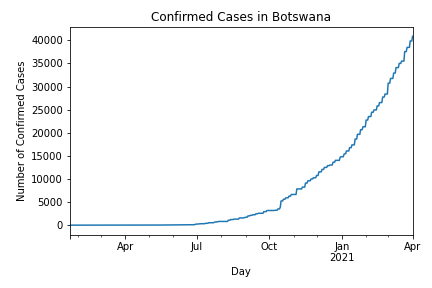 Confirmed Cases in Botswana
Number of Confirmed Cases
40000
35000
30000
25000
20000
15000
10000
5000
0
Apr
Jul
Oct
Jan
2021
Apr
Day